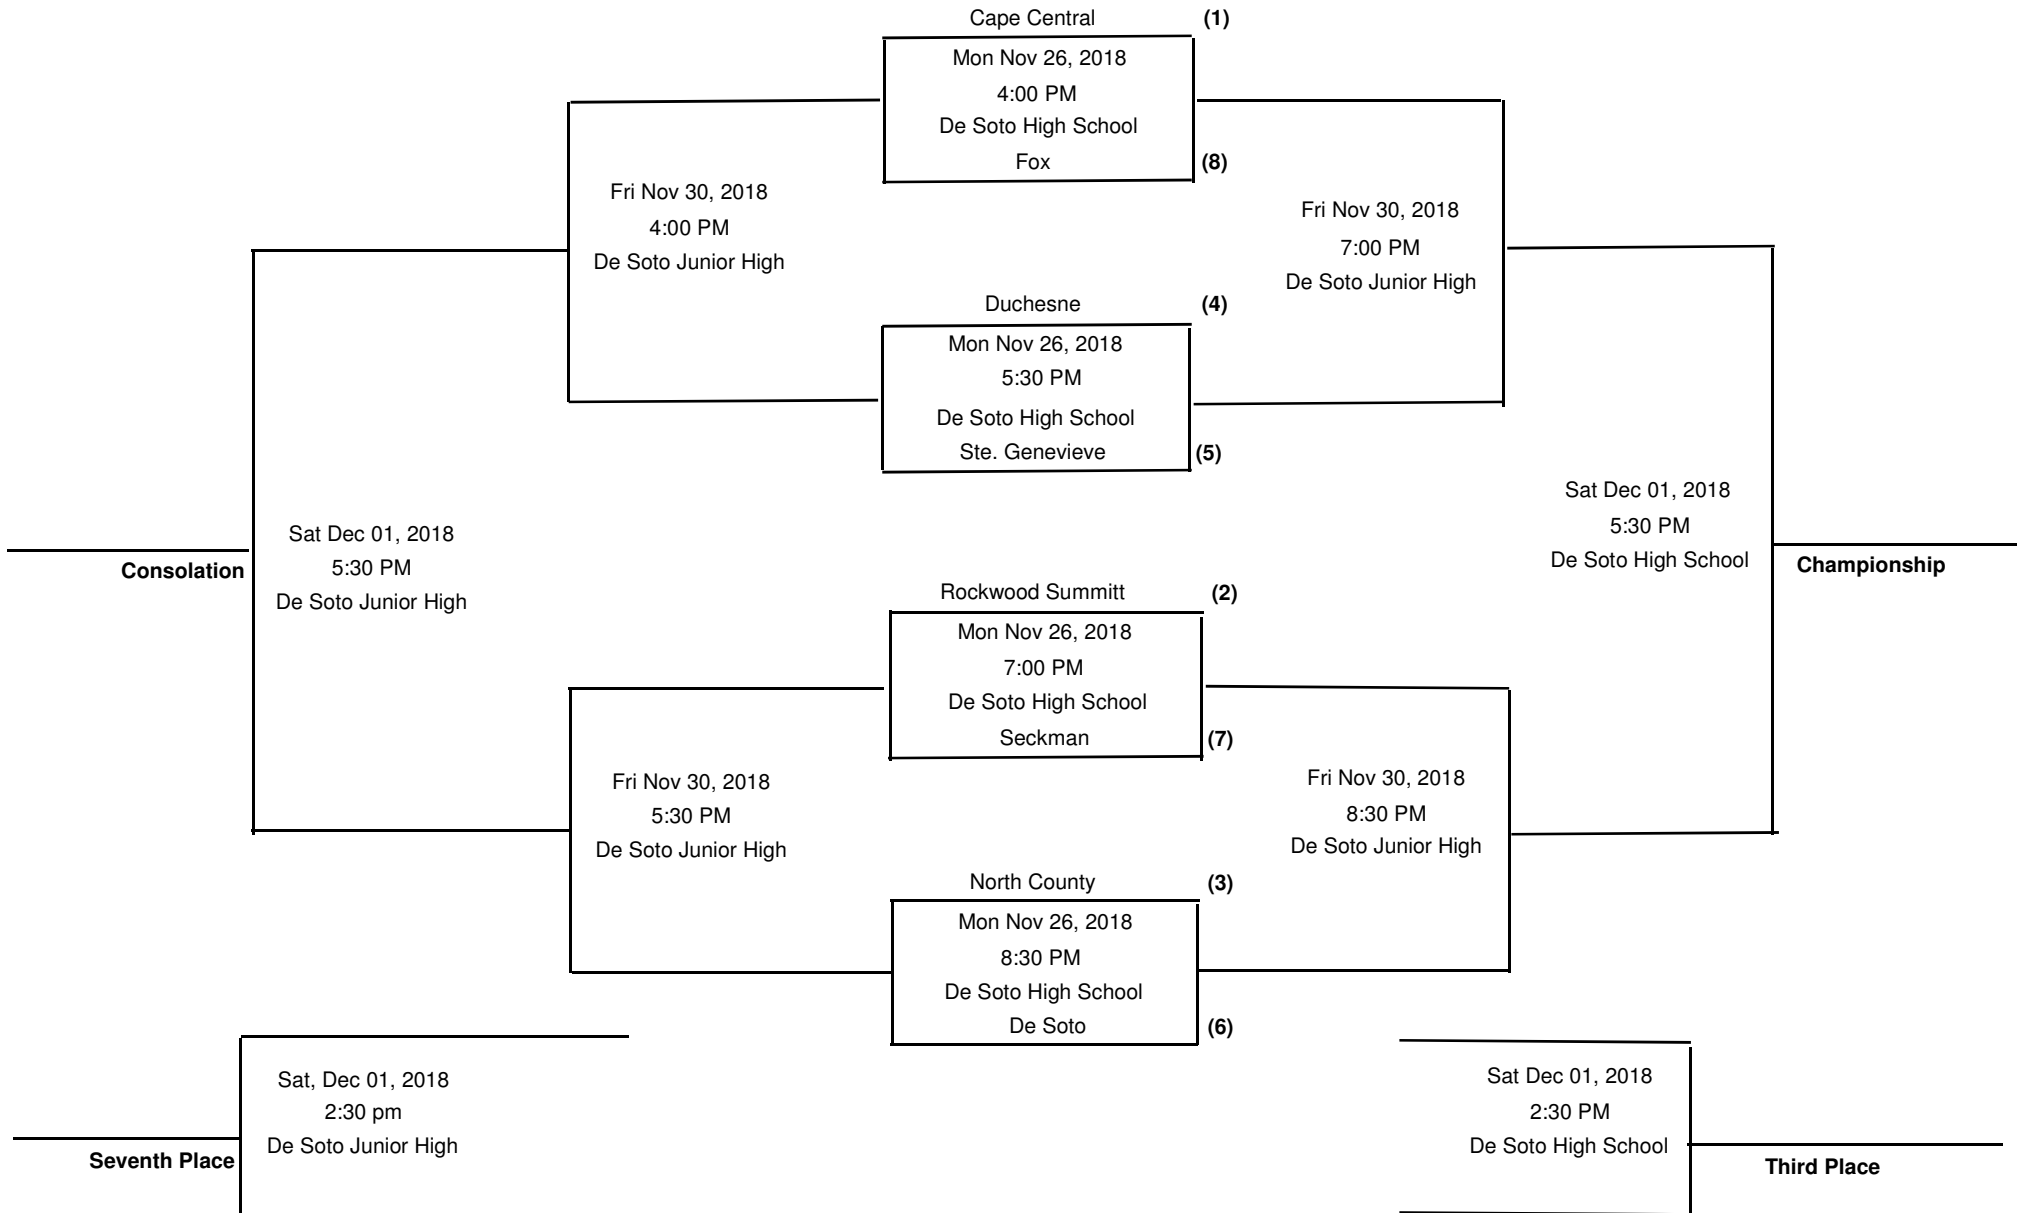 Cape Central (1)
Mon Nov 26, 2018
4:00 PM
De Soto High School
Fox (8)
Fri Nov 30, 2018
4:00 PM
De Soto Junior High
Fri Nov 30, 2018
7:00 PM
De Soto Junior High
Duchesne (4)
Mon Nov 26, 2018
5:30 PM
De Soto High School
Ste. Genevieve (5)
Sat Dec 01, 2018
5:30 PM
De Soto Junior High
Consolation
Sat Dec 01, 2018
5:30 PM
De Soto High School
Championship
Rockwood Summitt (2)
Mon Nov 26, 2018
7:00 PM
De Soto High School
Seckman (7)
Fri Nov 30, 2018
5:30 PM
De Soto Junior High
Fri Nov 30, 2018
8:30 PM
De Soto Junior High
North County (3)
Mon Nov 26, 2018
8:30 PM
De Soto High School
De Soto (6)
Sat, Dec 01, 2018
2:30 pm
De Soto Junior High
Seventh Place
Sat Dec 01, 2018
2:30 PM
De Soto High School
Third Place